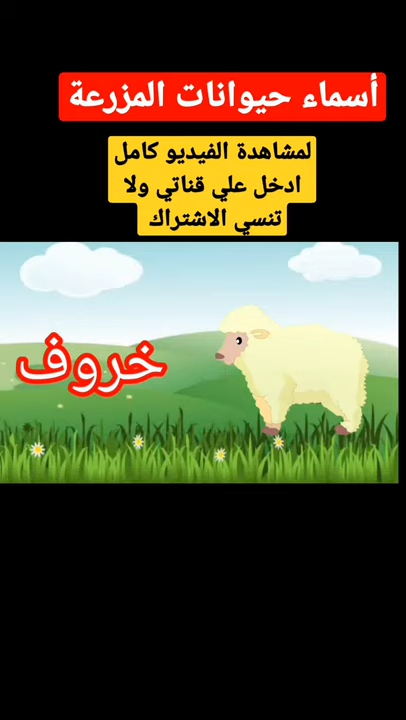 أسماء حيوانات المزرعة
لمشاهدة الفيديو كامل
ادخل علي قناتي ولا
تنسي الاشتراك
خروف